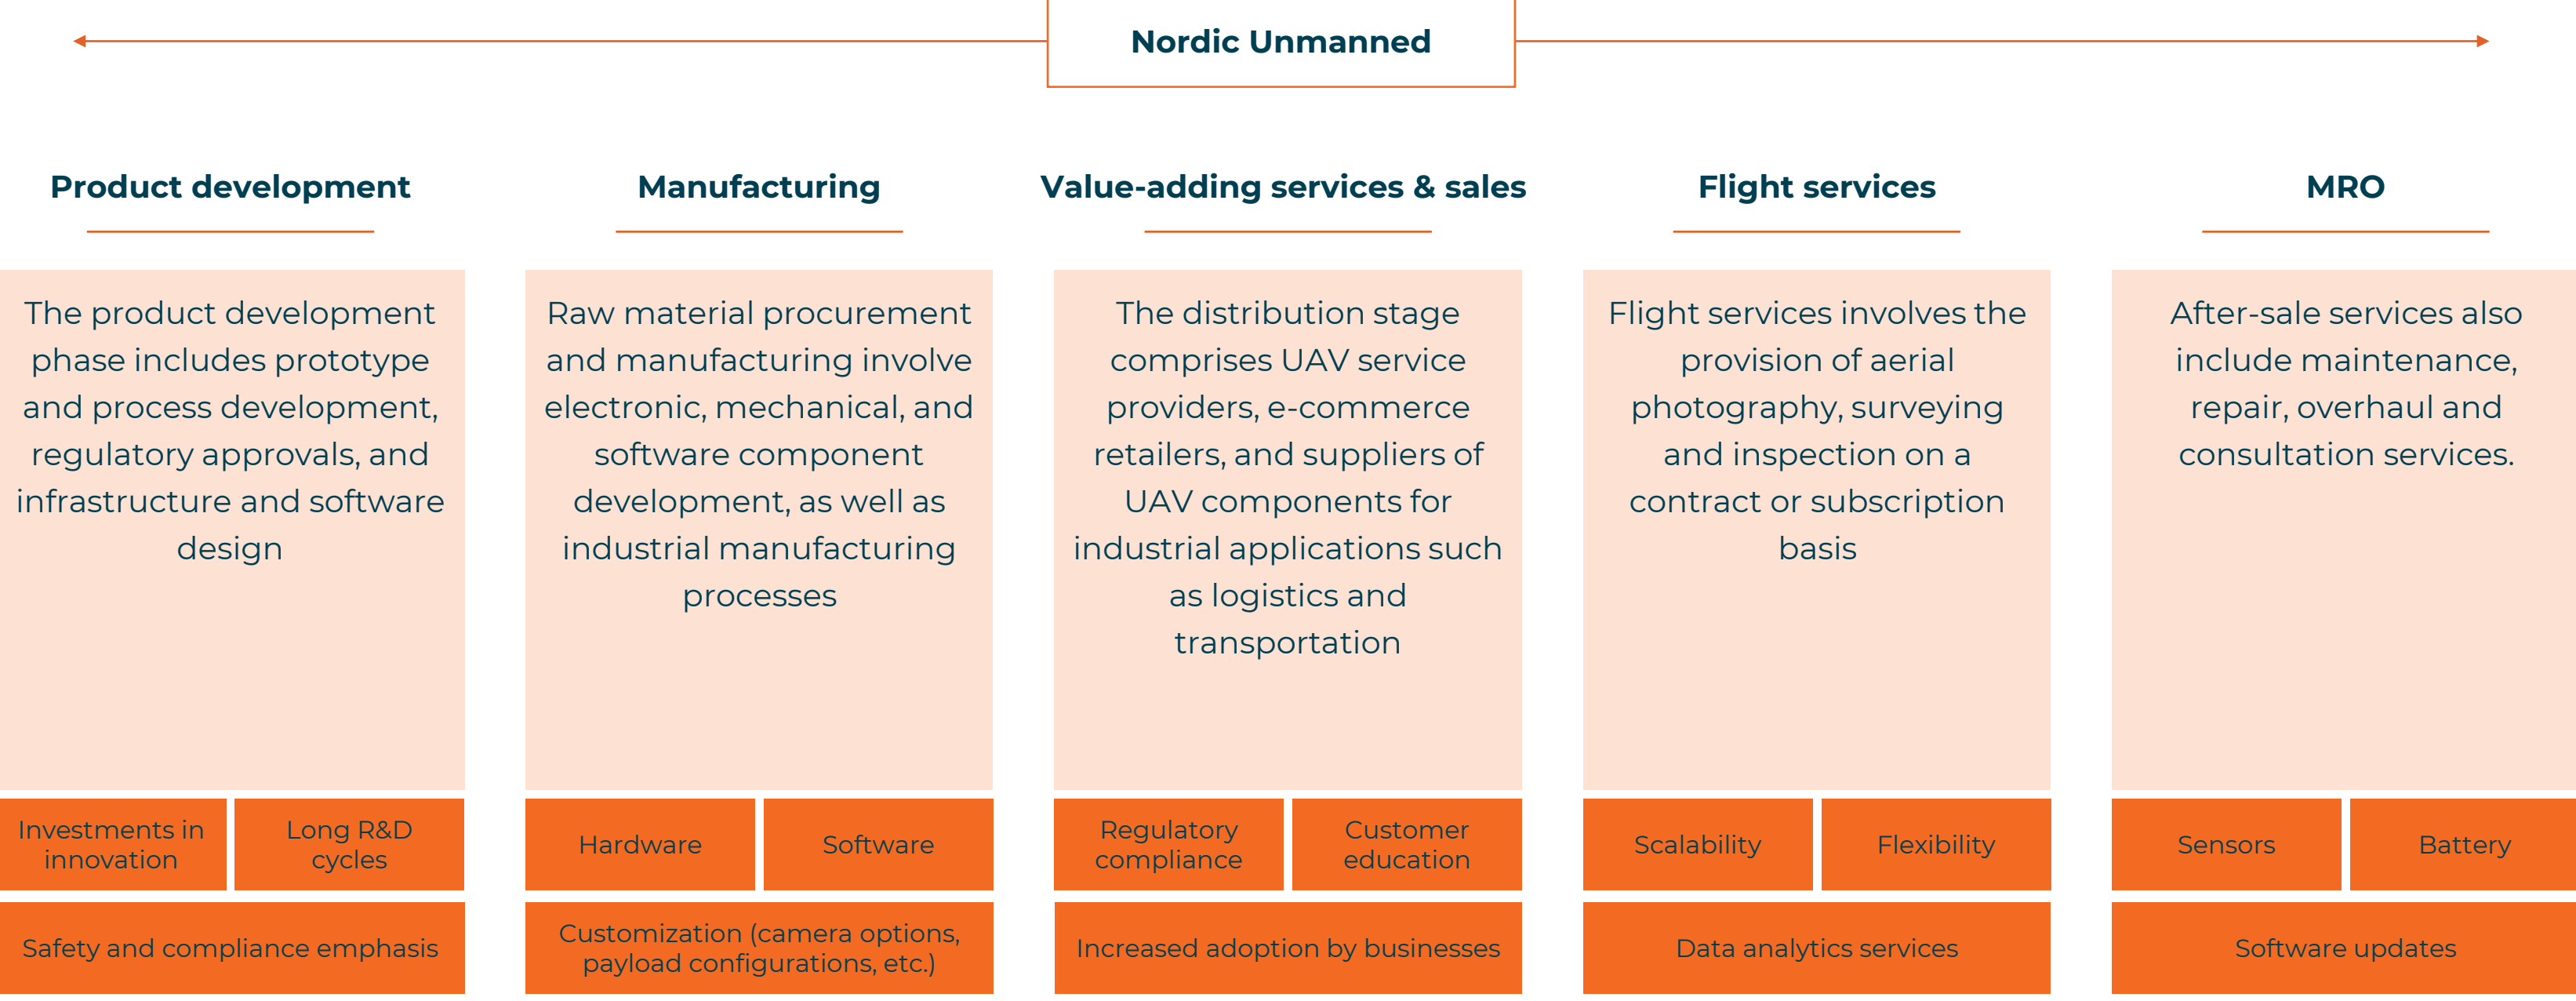 Nordic Unmanned
Product development
The product development
phase includes prototype
and process development,
regulatory approvals, and
infrastructure and software
design
Investments in
innovation
Long R&D
cycles
Safety and compliance emphasis
Manufacturing
Raw material procurement
and manufacturing involve
electronic, mechanical, and
software component
development, as well as
industrial manufacturing
processes
Hardware
Software
Customization (camera options,
payload configurations, etc.)
Value-adding services & sales
The distribution stage
comprises UAV service
providers, e-commerce
retailers, and suppliers of
UAV components for
industrial applications such
as logistics and
transportation
Regulatory
compliance
Customer
education
Increased adoption by businesses
Flight services
Flight services involves the
provision of aerial
photography, surveying
and inspection on a
contract or subscription
basis
Scalability
Flexibility
Data analytics services
MRO
After-sale services also
include maintenance,
repair, overhaul and
consultation services.
Sensors
Battery
Software updates